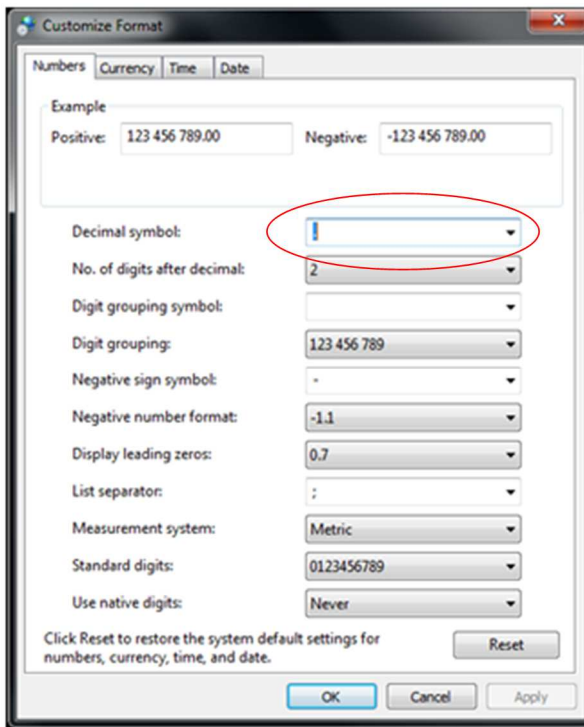 Customize Format
Numbers Currency Time Date
Example
Positive: 123 456 789.00 Negative: -123 456 789.00
Decimal symbol: .
No. of digits after decimal: 2
Digit grouping symbol:
Digit grouping: 123 456 789
Negative sign symbol: -
Negative number format: -1.1
Display leading zeros: 0.7
List separator: ;
Measurement system: Metric
Standard digits: 0123456789
Use native digits: Never
Click Reset to restore the system default settings for
numbers, currency, time, and date.
Reset
OK Cancel Apply